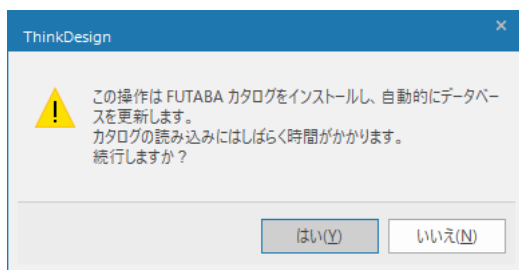 ThinkDesign
この操作は FUTABA カタログをインストールし、自動的にデータベー
スを更新します。
カタログの読み込みにはしばらく時間がかかります。
続行しますか？
はい(Y)
いいえ(N)